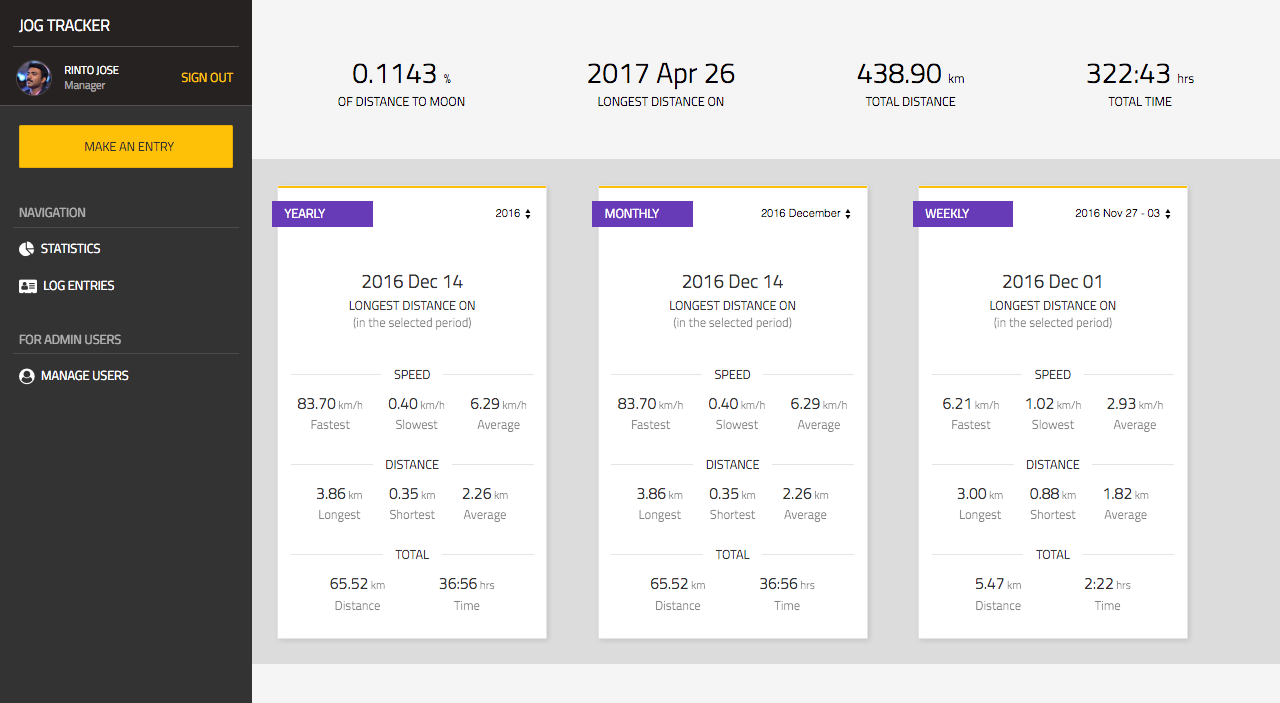 JOG TRACKER
RINTO JOSE
Manager
SIGN OUT
MAKE AN ENTRY
NAVIGATION
STATISTICS
LOG ENTRIES
FOR ADMIN USERS
MANAGE USERS
0.1143 %
OF DISTANCE TO MOON
2017 Apr 26
LONGEST DISTANCE ON
438.90 km
TOTAL DISTANCE
322:43 hrs
TOTAL TIME
YEARLY
2016
2016 Dec 14
LONGEST DISTANCE ON
(in the selected period)
SPEED
83.70 km/h 0.40 km/h 6.29 km/h
Fastest Slowest Average
DISTANCE
3.86 km 0.35 km 2.26 km
Longest Shortest Average
TOTAL
65.52 km 36:56 hrs
Distance Time
MONTHLY
2016 December
2016 Dec 14
LONGEST DISTANCE ON
(in the selected period)
SPEED
83.70 km/h 0.40 km/h 6.29 km/h
Fastest Slowest Average
DISTANCE
3.86 km 0.35 km 2.26 km
Longest Shortest Average
TOTAL
65.52 km 36:56 hrs
Distance Time
WEEKLY
2016 Nov 27 - 03
2016 Dec 01
LONGEST DISTANCE ON
(in the selected period)
SPEED
6.21 km/h 1.02 km/h 2.93 km/h
Fastest Slowest Average
DISTANCE
3.00 km 0.88 km 1.82 km
Longest Shortest Average
TOTAL
5.47 km 2:22 hrs
Distance Time